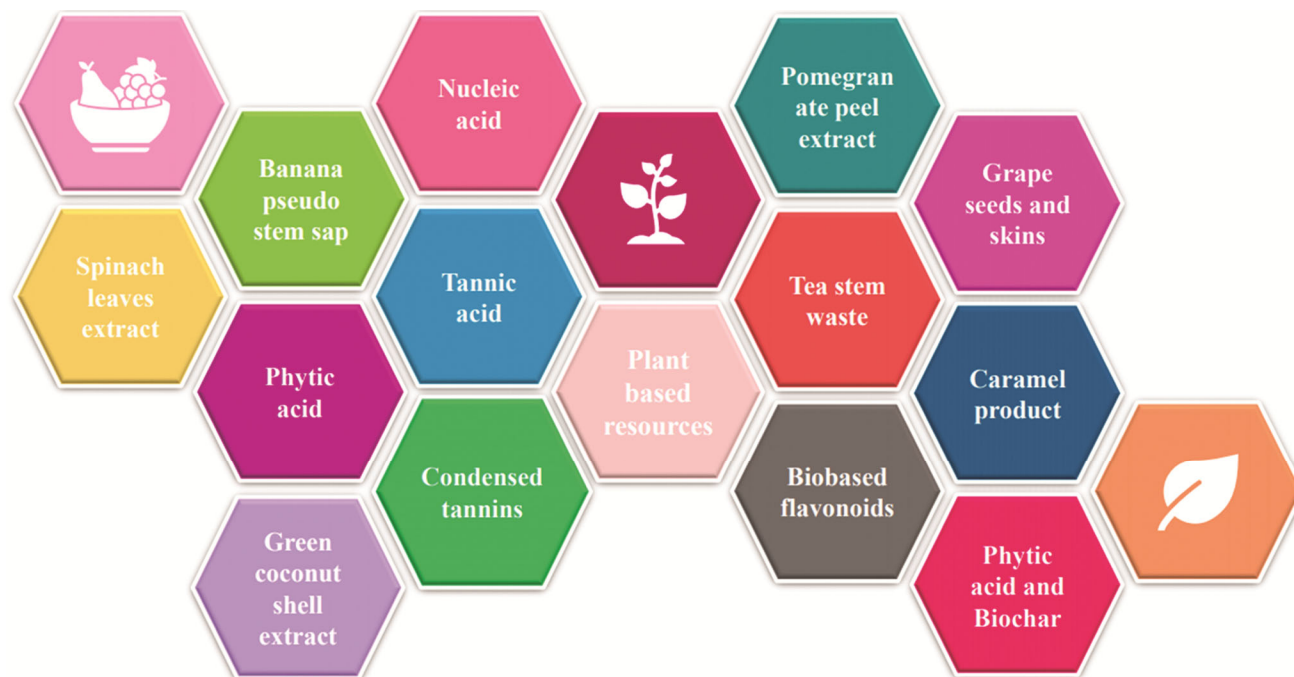 Nucleic
acid
Pomegran
ate peel
extract
Banana
pseudo
stem sap
Grape
seeds and
skins
Spinach
leaves
extract
Tannic
acid
Tea stem
waste
Phytic
acid
Plant
based
resources
Caramel
product
Condensed
tannins
Biobased
flavonoids
Green
coconut
shell
extract
Phytic
acid and
Biochar